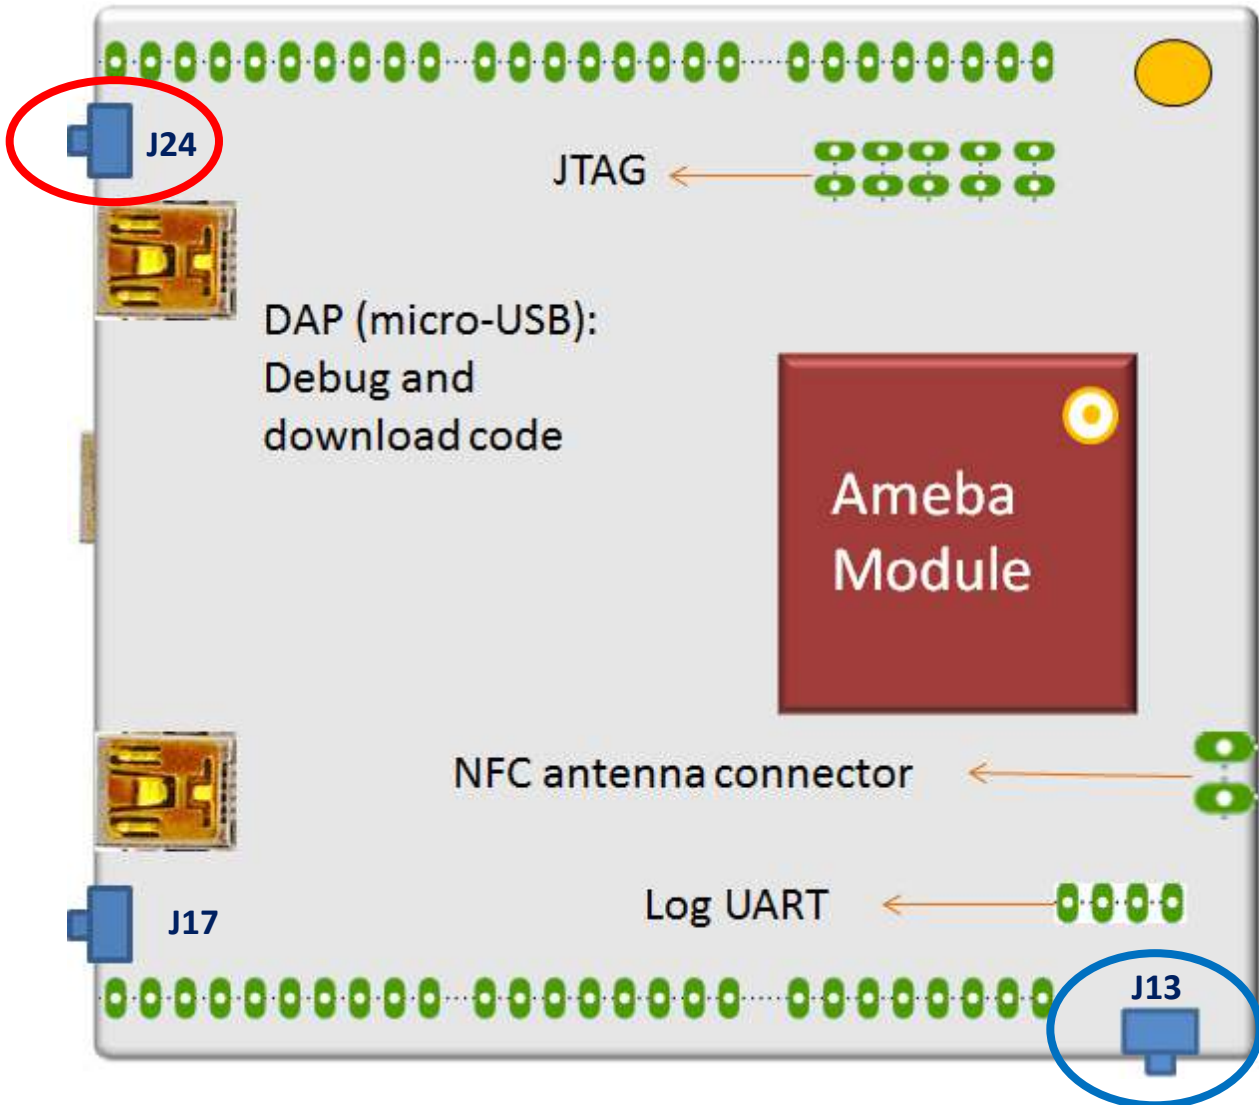 J24
JTAG
DAP (micro-USB):
Debug and
download code
Ameba
Module
NFC antenna connector
Log UART
J17
J13